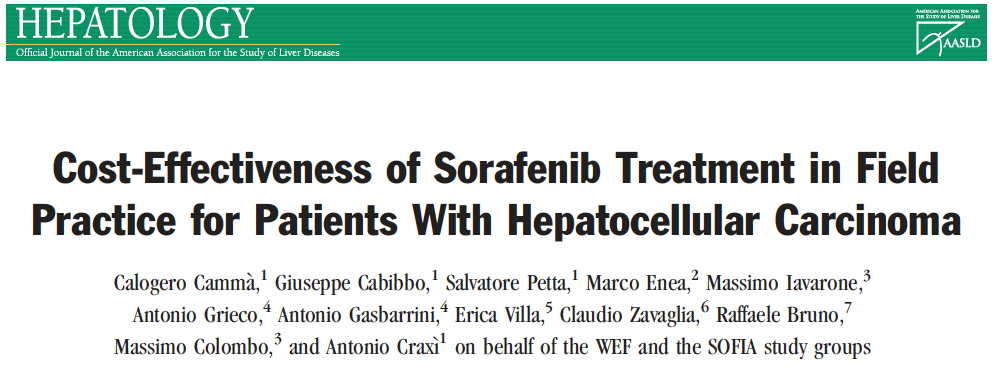 HEPATOLOGY
Official Journal of the American Association for the Study of Liver Diseases
AMERICAN ASSOCIATION FOR
THE STUDY OF LIVER DISEASES
AASLD
Cost-Effectiveness of Sorafenib Treatment in Field
Practice for Patients With Hepatocellular Carcinoma
Calogero Cammà,1 Giuseppe Cabibbo,1 Salvatore Petta,1 Marco Enea,2 Massimo Iavarone,3
Antonio Grieco,4 Antonio Gasbarrini,4 Erica Villa,5 Claudio Zavaglia,6 Raffaele Bruno,7
Massimo Colombo,3 and Antonio Craxì1 on behalf of the WEF and the SOFIA study groups